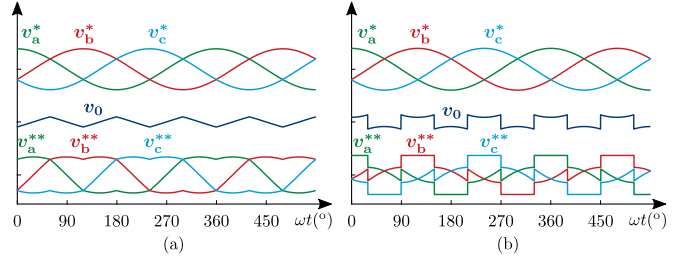 v*a v*b v*c
v0
v**a v**b v**c
0 90 180 270 360 450 ωt(°)
(a)
v*a v*b v*c
v0
v**a v**b v**c
0 90 180 270 360 450 ωt(°)
(b)